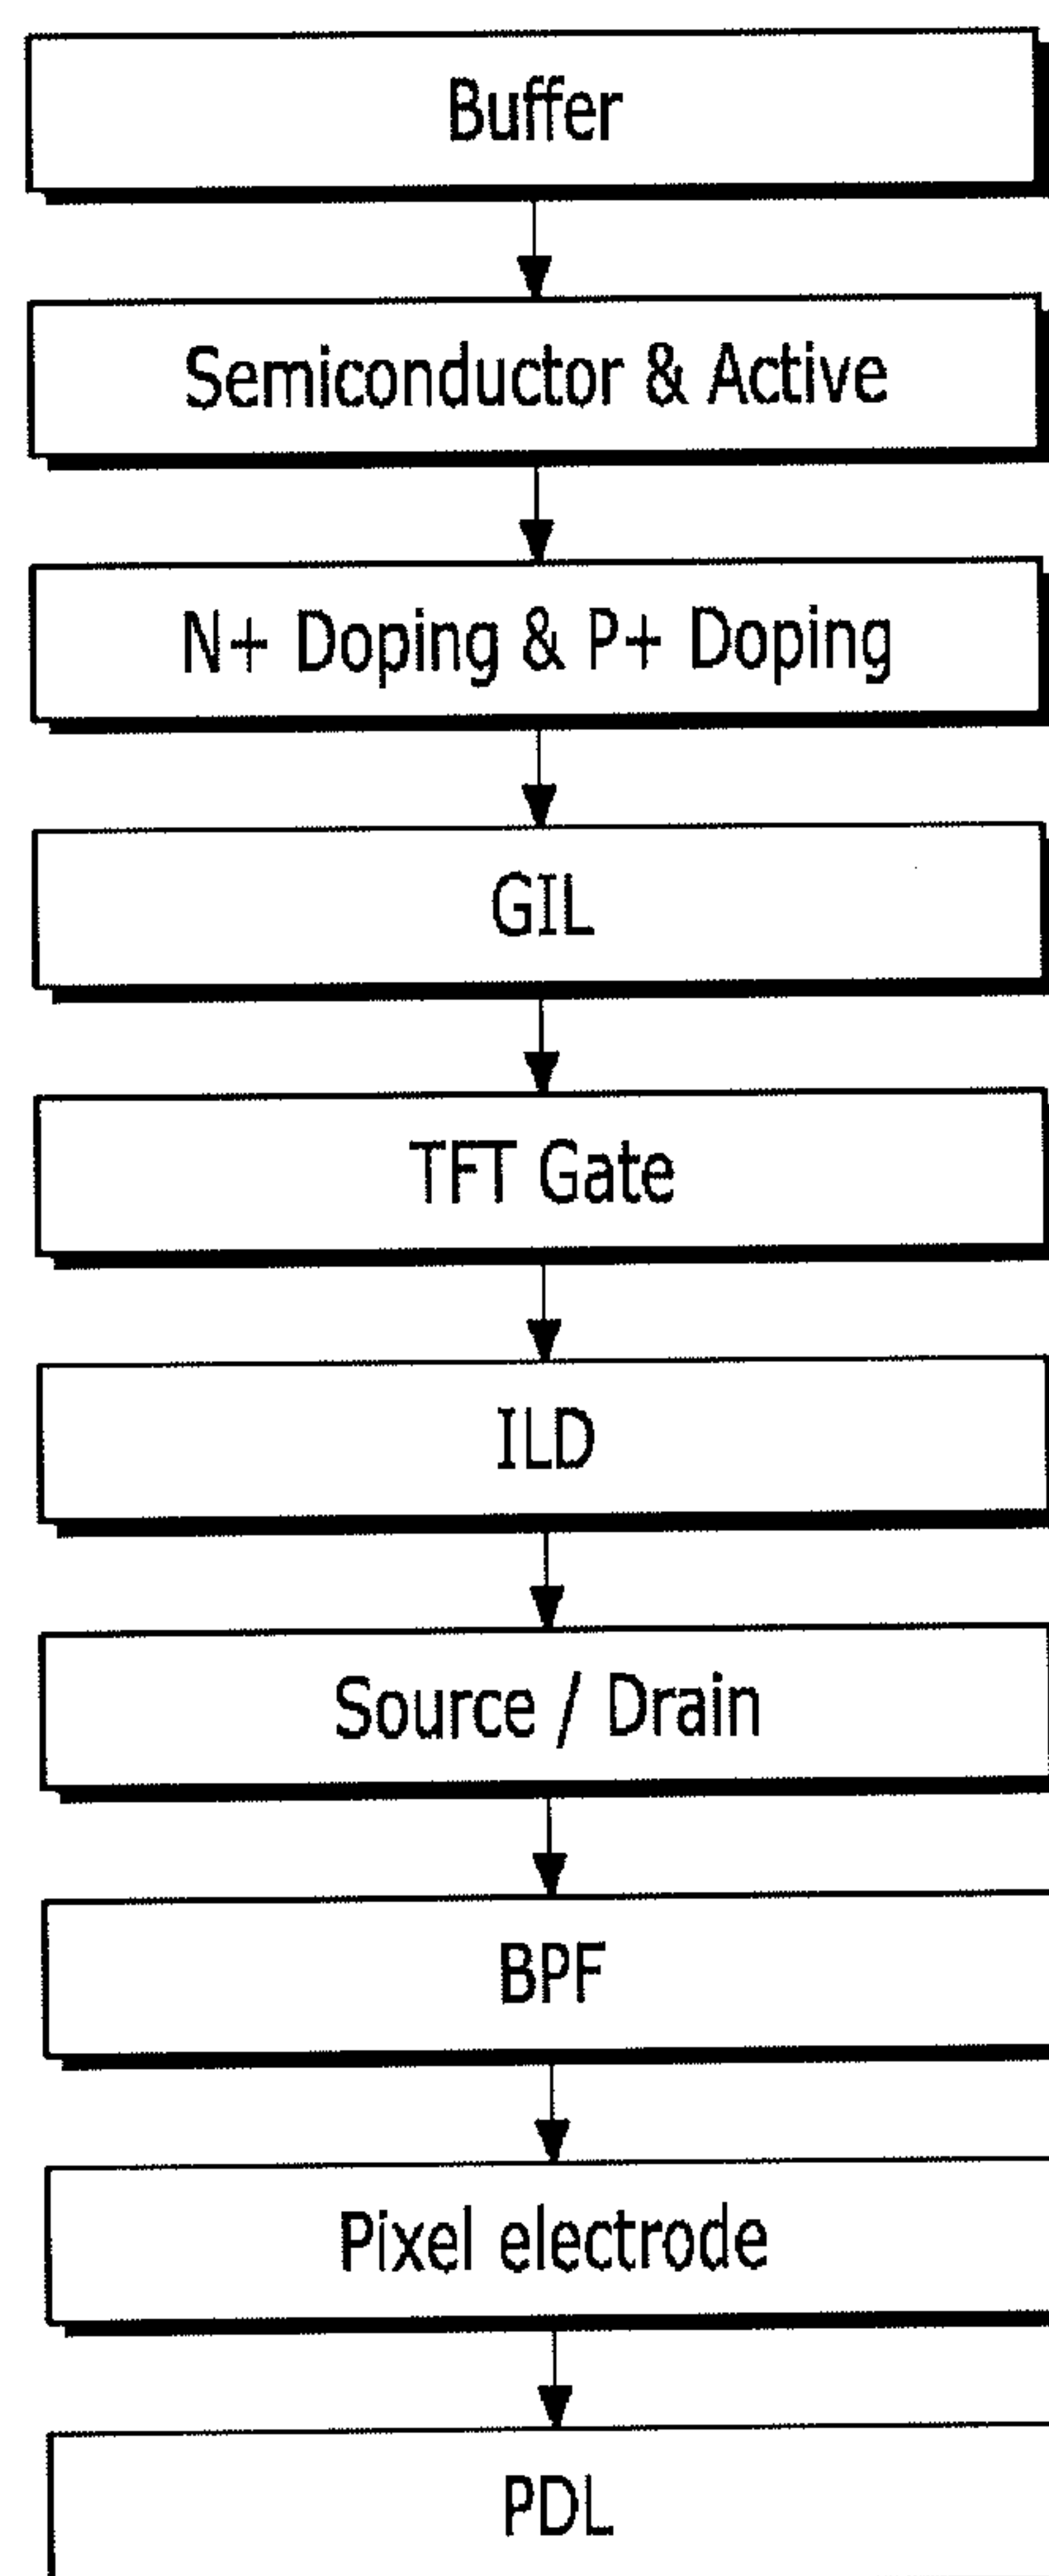 Buffer
Semiconductor & Active
N+ Doping & P+ Doping
GIL
TFT Gate
ILD
Source / Drain
BPF
Pixel electrode
PDL